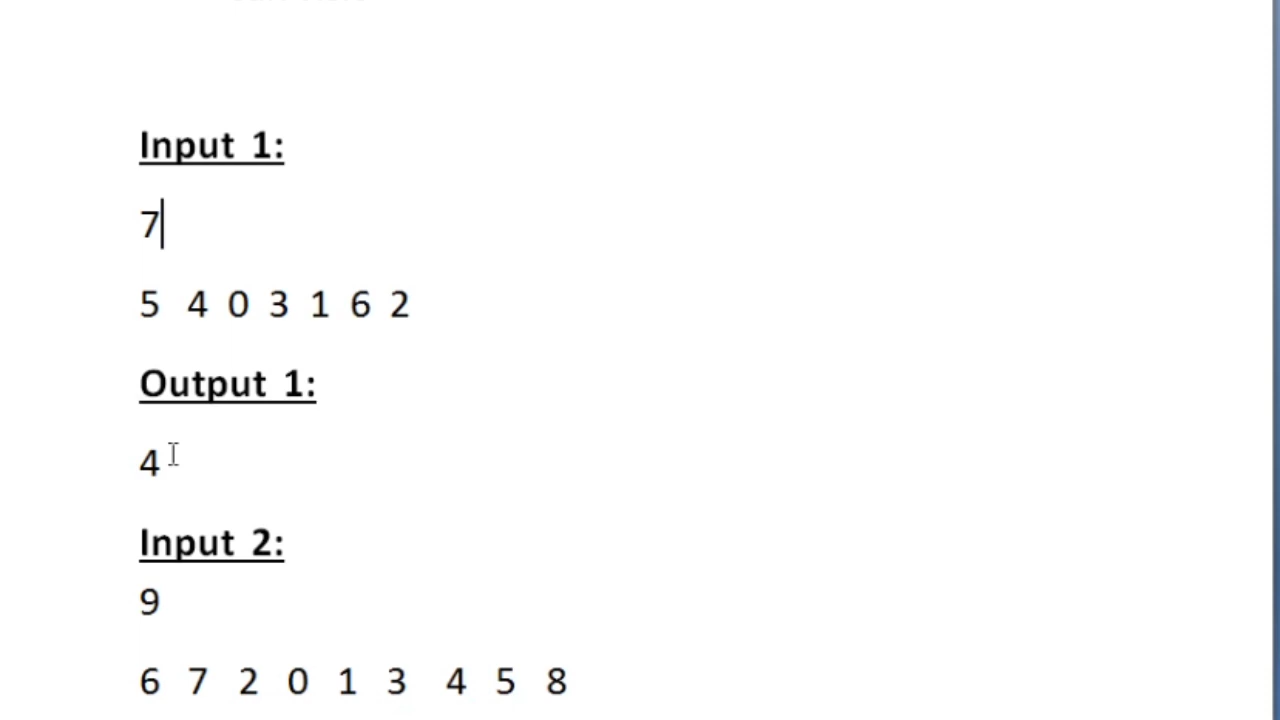 Input 1:
7
5 4 0 3 1 6 2
Output 1:
4
Input 2:
9
6 7 2 0 1 3 4 5 8